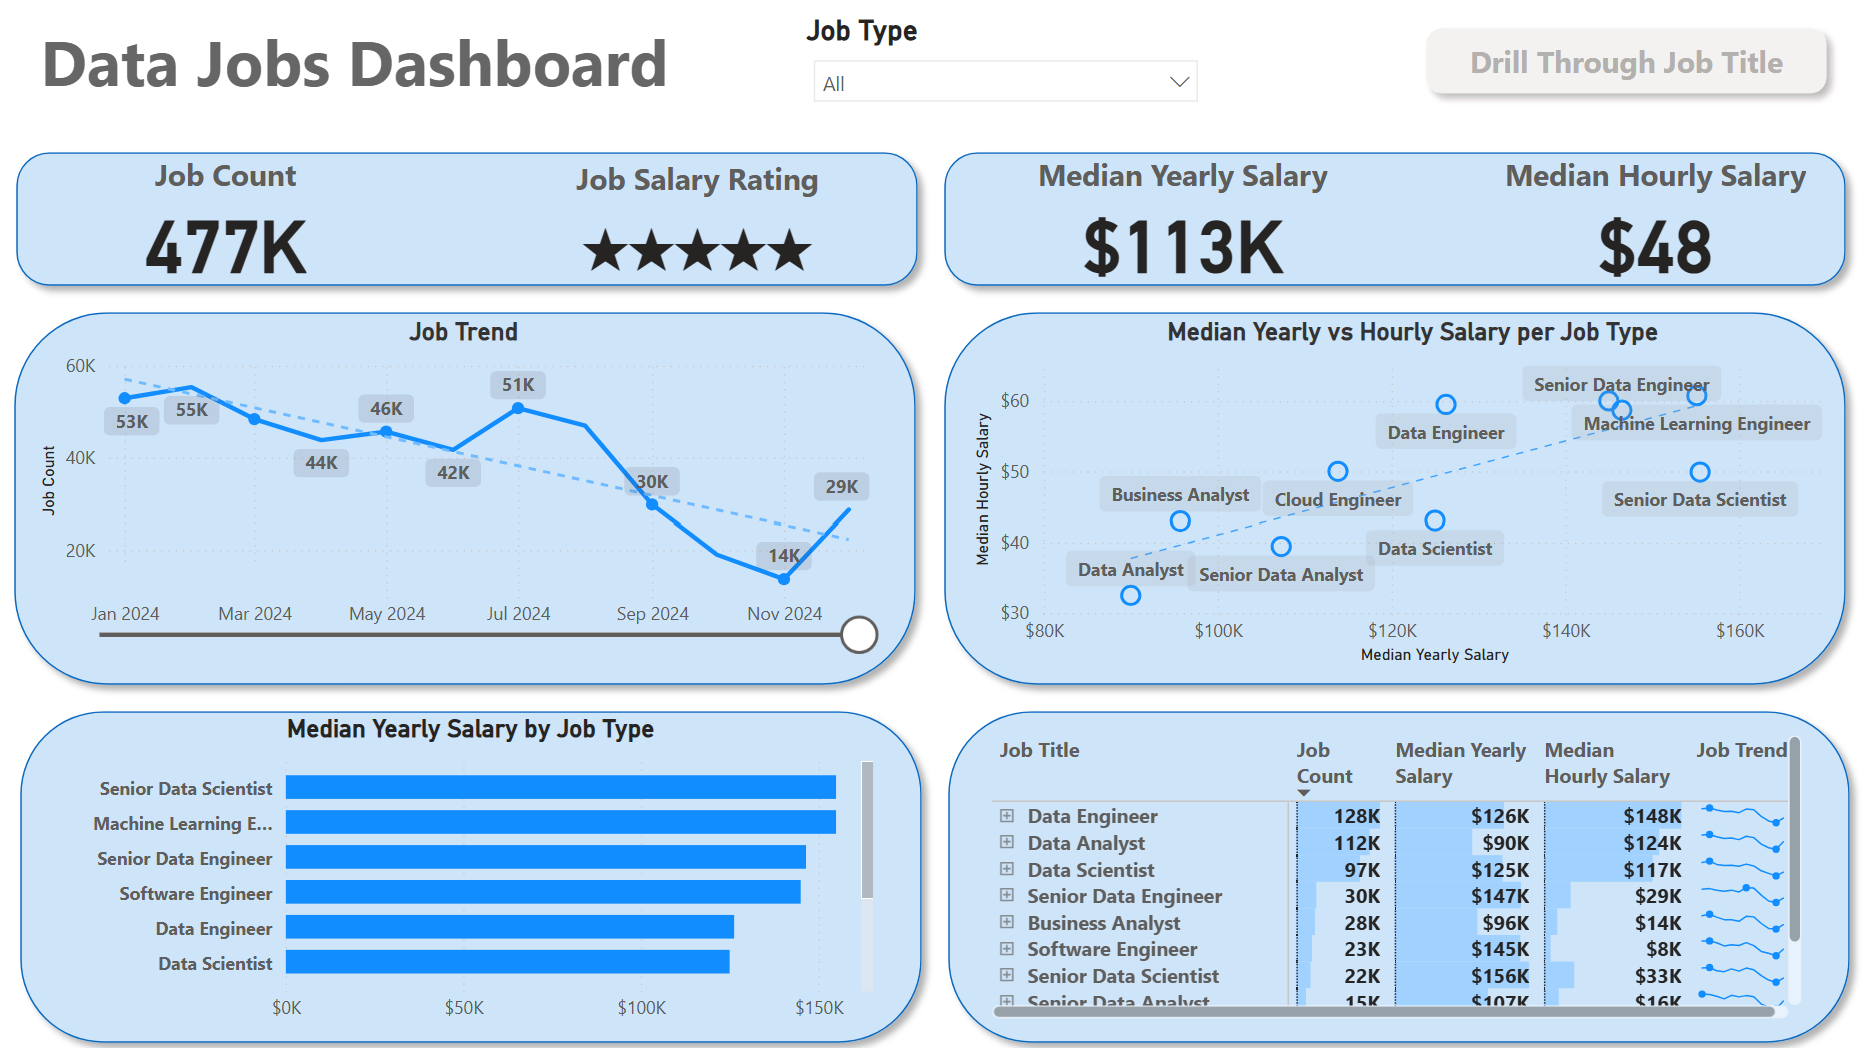 Data Jobs Dashboard
Job Type
All
Drill Through Job Title
Job Count
477K
Job Salary Rating
★★★★★
Median Yearly Salary
$113K
Median Hourly Salary
$48
Job Trend
Job Count
60K
40K
20K
53K
55K
44K
46K
42K
51K
30K
14K
29K
Jan 2024
Mar 2024
May 2024
Jul 2024
Sep 2024
Nov 2024
Median Yearly vs Hourly Salary per Job Type
Median Hourly Salary
$60
$50
$40
$30
Senior Data Engineer
Machine Learning Engineer
Data Engineer
Senior Data Scientist
Business Analyst
Cloud Engineer
Data Scientist
Data Analyst
Senior Data Analyst
$80K
$100K
$120K
$140K
$160K
Median Yearly Salary
Median Yearly Salary by Job Type
Senior Data Scientist
Machine Learning E...
Senior Data Engineer
Software Engineer
Data Engineer
Data Scientist
$0K
$50K
$100K
$150K
Job Title Job Count Median Yearly Salary Median Hourly Salary Job Trend
Data Engineer 128K $126K $148K
Data Analyst 112K $90K $124K
Data Scientist 97K $125K $117K
Senior Data Engineer 30K $147K $29K
Business Analyst 28K $96K $14K
Software Engineer 23K $145K $8K
Senior Data Scientist 22K $156K $33K
Senior Data Analyst 15K $107K $16K